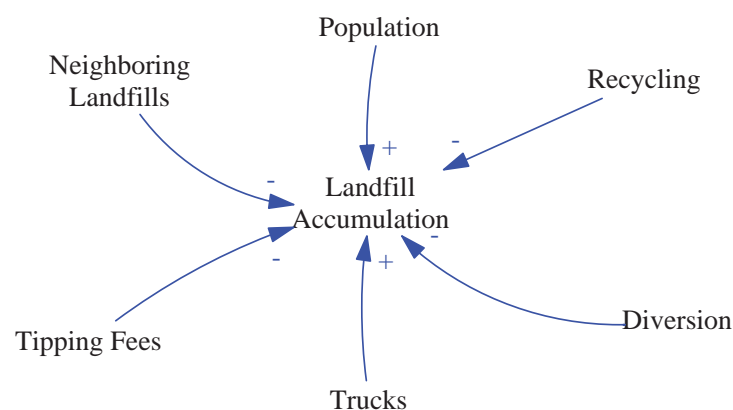 Population
Neighboring
Landfills
Recycling
-
+
-
Landfill
Accumulation
-
-
+
Diversion
Tipping Fees
Trucks